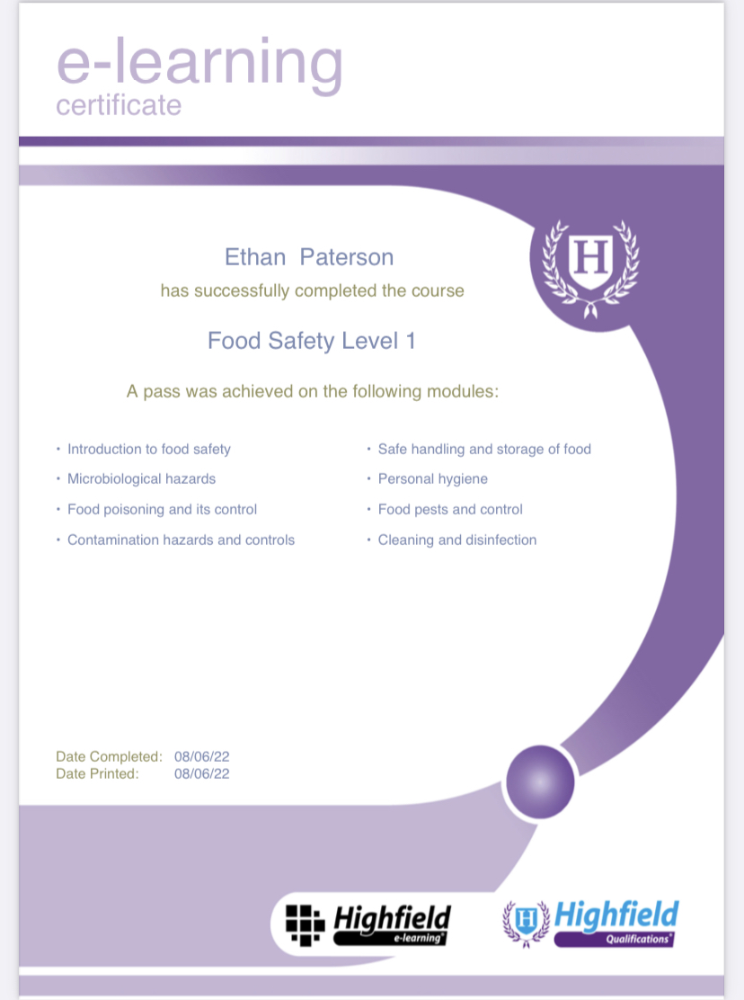 e-learning
certificate
H
Ethan Paterson
has successfully completed the course
Food Safety Level 1
A pass was achieved on the following modules:
• Introduction to food safety
• Microbiological hazards
• Food poisoning and its control
• Contamination hazards and controls
• Safe handling and storage of food
• Personal hygiene
• Food pests and control
• Cleaning and disinfection
Date Completed: 08/06/22
Date Printed: 08/06/22
Highfield
e-learning®
H
Highfield
Qualifications®